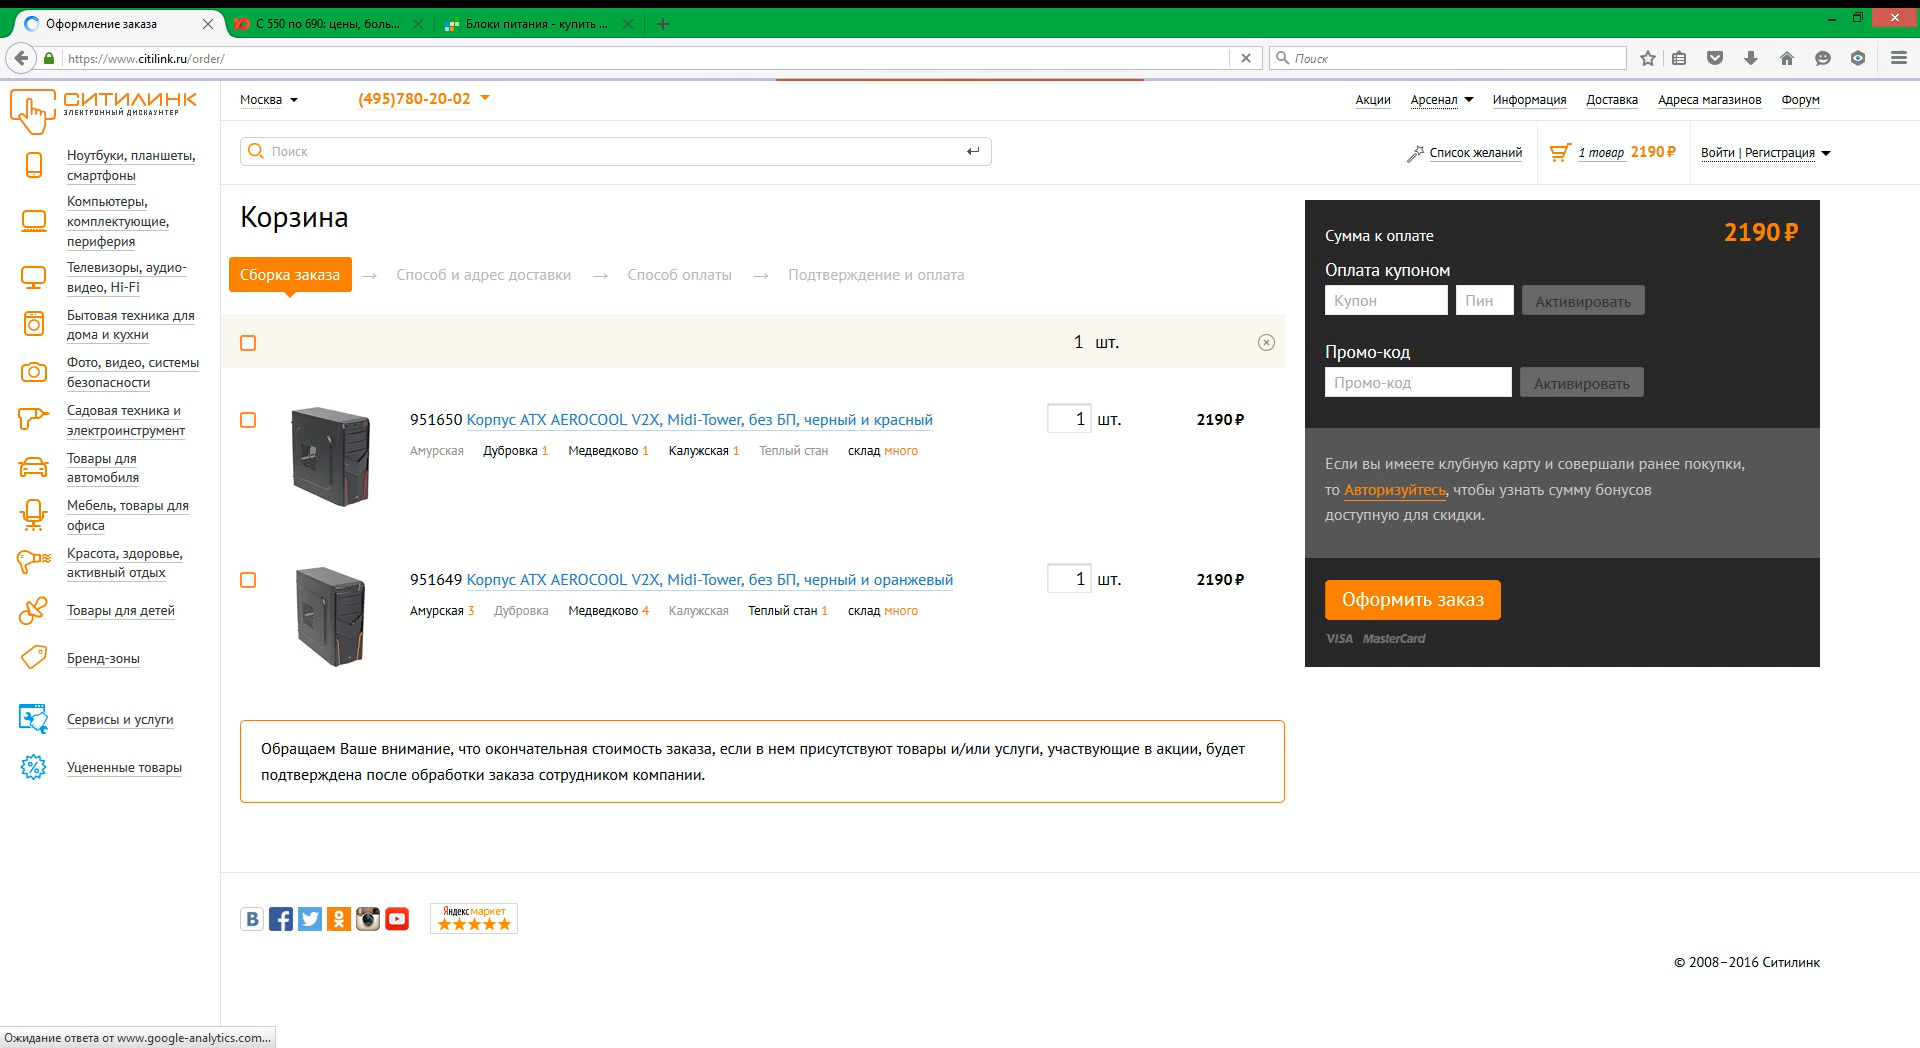 Оформление заказа
С 550 по 690: цены, боль...
Блоки питания - купить ...
https://www.citilink.ru/order/
Поиск
СИТИЛИНК
ЭЛЕКТРОННЫЙ ДИСКАУНТЕР
Москва
(495)780-20-02
Акции
Арсенал
Информация
Доставка
Адреса магазинов
Форум
Поиск
Список желаний
1 товар 2190 ₽
Войти | Регистрация
Ноутбуки, планшеты,
смартфоны
Компьютеры,
комплектующие,
периферия
Телевизоры, аудио-
видео, Hi-Fi
Бытовая техника для
дома и кухни
Фото, видео, системы
безопасности
Садовая техника и
электроинструмент
Товары для
автомобиля
Мебель, товары для
офиса
Красота, здоровье,
активный отдых
Товары для детей
Бренд-зоны
Сервисы и услуги
Уцененные товары
Корзина
Сборка заказа → Способ и адрес доставки → Способ оплаты → Подтверждение и оплата
1 шт.
951650 Корпус ATX AEROCOOL V2X, Midi-Tower, без БП, черный и красный
1 шт.
2190 ₽
Амурская Дубровка 1 Медведково 1 Калужская 1 Теплый стан склад много
951649 Корпус ATX AEROCOOL V2X, Midi-Tower, без БП, черный и оранжевый
1 шт.
2190 ₽
Амурская 3 Дубровка Медведково 4 Калужская Теплый стан 1 склад много
Обращаем Ваше внимание, что окончательная стоимость заказа, если в нем присутствуют товары и/или услуги, участвующие в акции, будет
подтверждена после обработки заказа сотрудником компании.
Сумма к оплате
2190 ₽
Оплата купоном
Купон
Пин
Активировать
Промо-код
Промо-код
Активировать
Если вы имеете клубную карту и совершали ранее покупки,
то Авторизуйтесь, чтобы узнать сумму бонусов
доступную для скидки.
Оформить заказ
VISA MasterCard
Яндекс маркет
© 2008–2016 Ситилинк
Ожидание ответа от www.google-analytics.com...